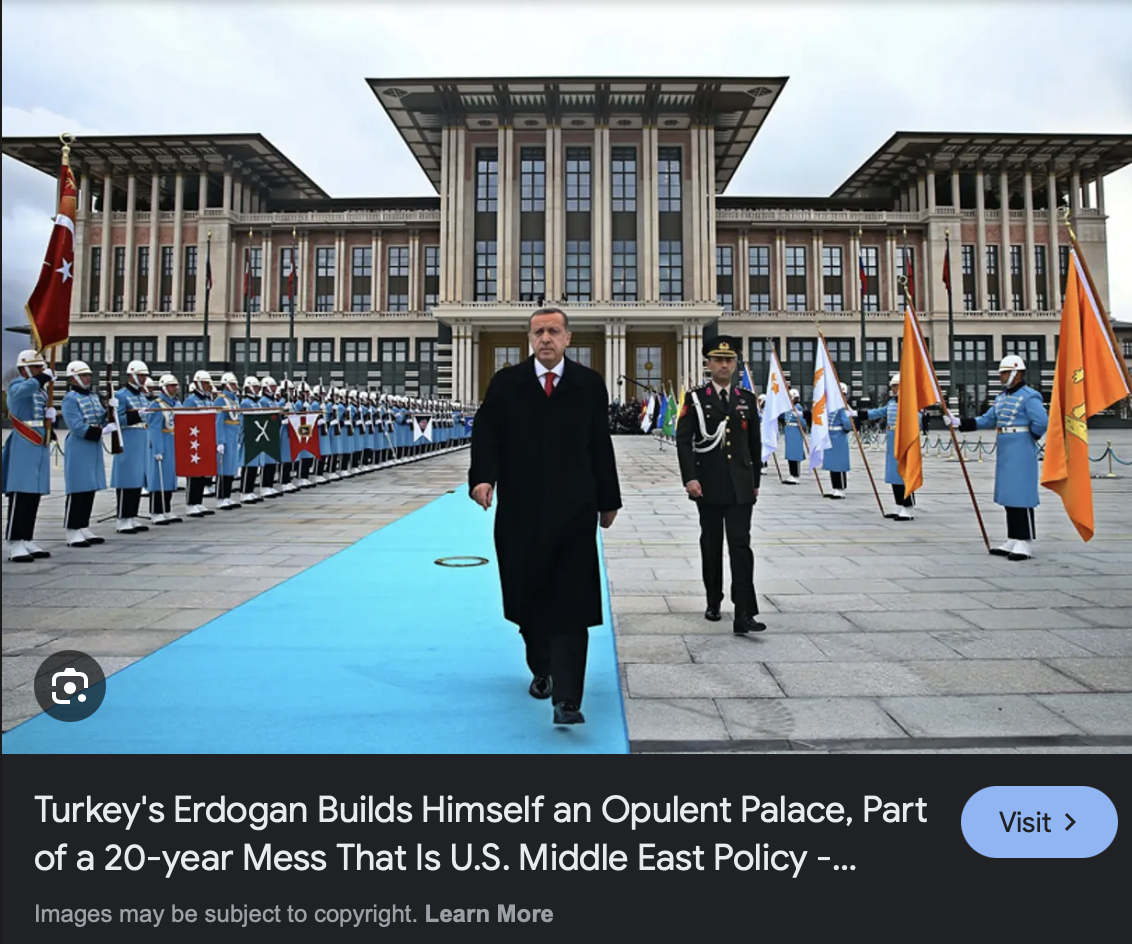 Turkey's Erdogan Builds Himself an Opulent Palace, Part
of a 20-year Mess That Is U.S. Middle East Policy -...
Visit
Images may be subject to copyright. Learn More